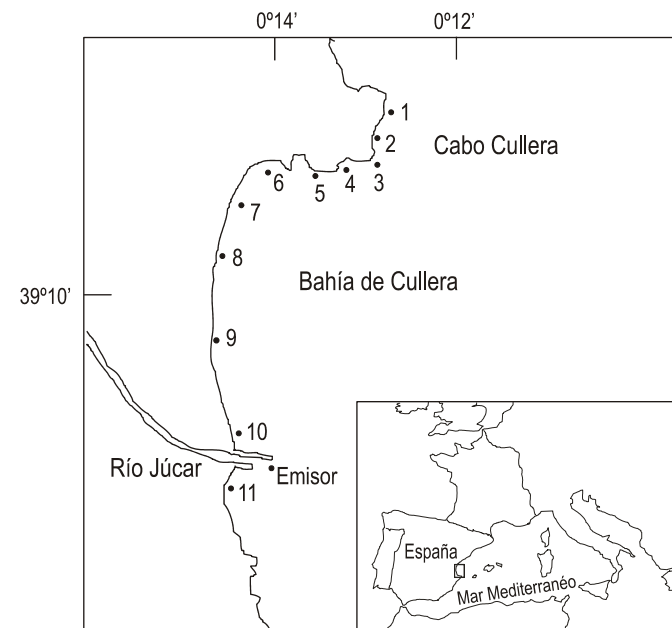 0º14’ 0º12’
1
2
Cabo Cullera
3
4
5
6
7
8
Bahía de Cullera
39º10’
9
10
Río Júcar
Emisor
11
España
Mar Mediterranéo